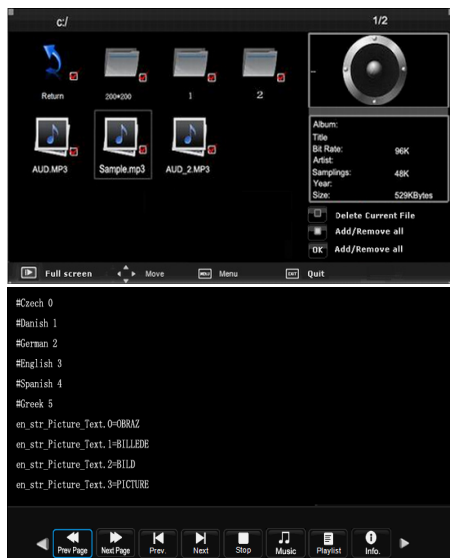 c:/ 1/2
Return 200*200 1 2
AUD.MP3 Sample.mp3 AUD_2.MP3
Album:
Title
Bit Rate: 96K
Artist:
Samplings: 48K
Year:
Size: 529KBytes
Delete Current File
Add/Remove all
OK Add/Remove all
Full screen Move MENU Menu EXIT Quit
#Czech 0
#Danish 1
#German 2
#English 3
#Spanish 4
#Greek 5
en_str_Picture_Text.0=OBRAZ
en_str_Picture_Text.1=BILLEDE
en_str_Picture_Text.2=BILD
en_str_Picture_Text.3=PICTURE
Prev Page Next Page Prev. Next Stop Music Playlist Info.